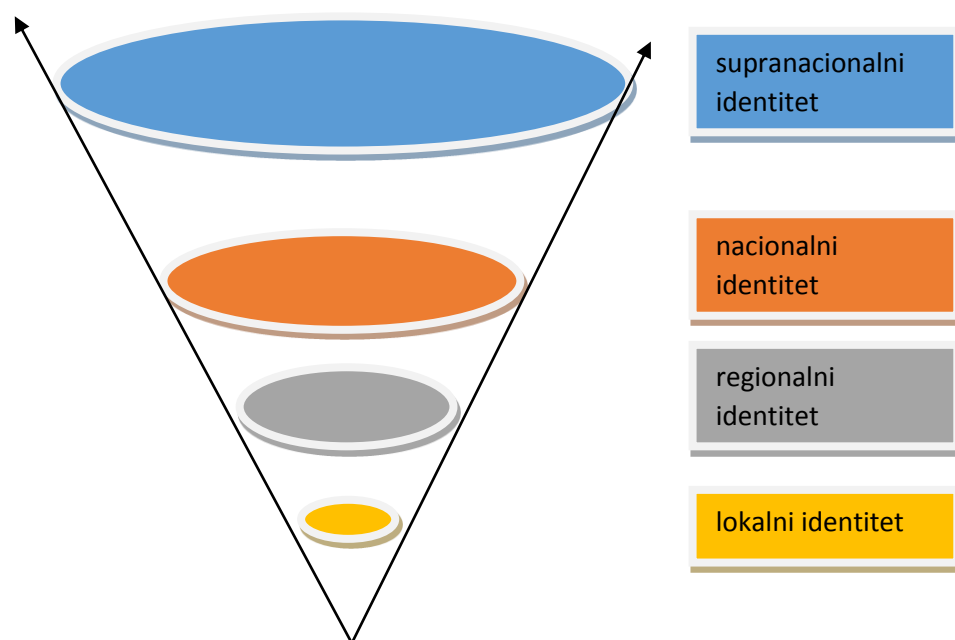 supranacionalni
identitet
nacionalni
identitet
regionalni
identitet
lokalni identitet